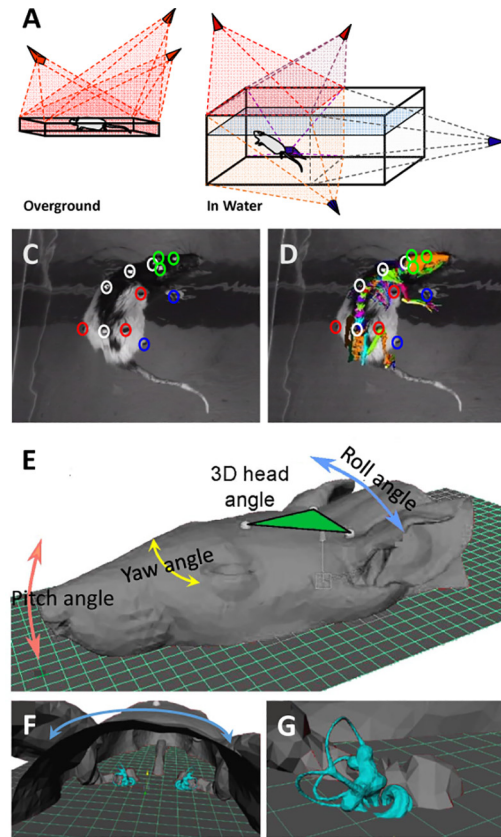 A
Overground
In Water
C
D
E
3D head
angle
Roll angle
Yaw angle
Pitch angle
F
G